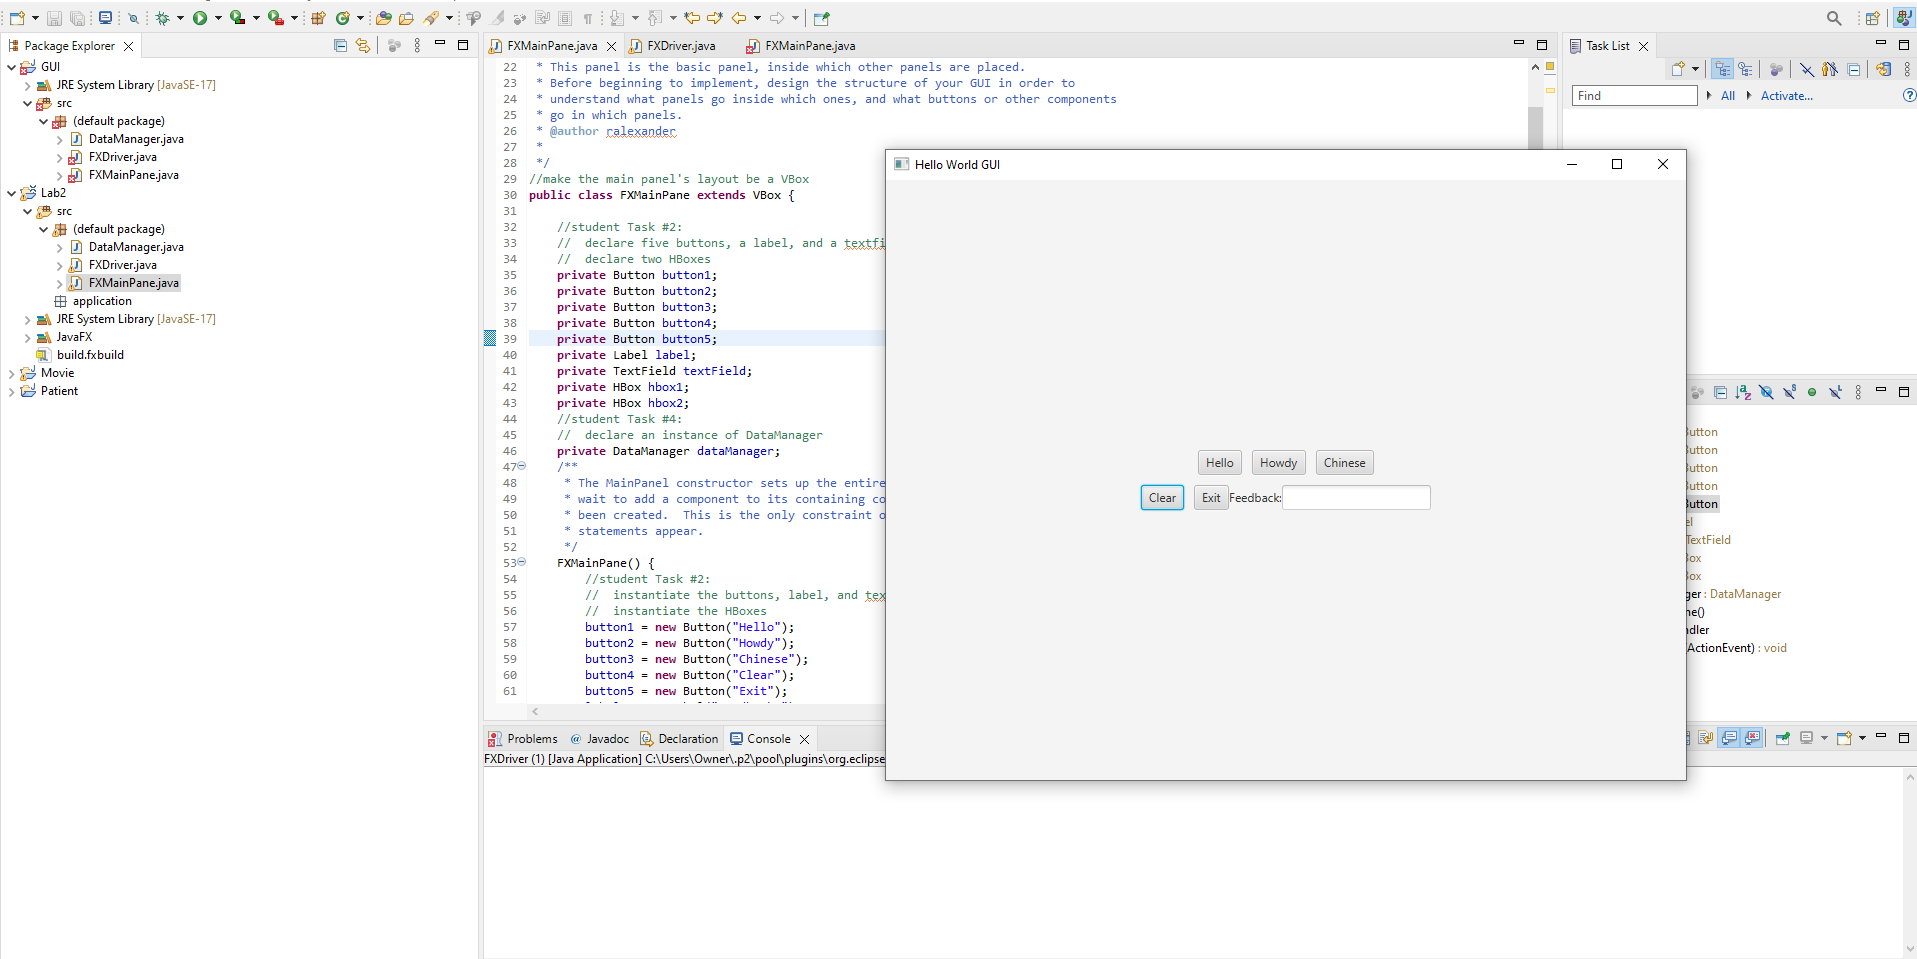 Package Explorer
GUI
JRE System Library [JavaSE-17]
src
(default package)
DataManager.java
FXDriver.java
FXMainPane.java
Lab2
src
(default package)
DataManager.java
FXDriver.java
FXMainPane.java
application
JRE System Library [JavaSE-17]
JavaFX
build.fxbuild
Movie
Patient
FXMainPane.java FXDriver.java FXMainPane.java
22 * This panel is the basic panel, inside which other panels are placed.
23 * Before beginning to implement, design the structure of your GUI in order to
24 * understand what panels go inside which ones, and what buttons or other components
25 * go in which panels.
26 * @author ralexander
27 *
28 */
29 //make the main panel's layout be a VBox
30 public class FXMainPane extends VBox {
31
32 //student Task #2:
33 // declare five buttons, a label, and a textfi
34 // declare two HBoxes
35 private Button button1;
36 private Button button2;
37 private Button button3;
38 private Button button4;
39 private Button button5;
40 private Label label;
41 private TextField textField;
42 private HBox hbox1;
43 private HBox hbox2;
44 //student Task #4:
45 // declare an instance of DataManager
46 private DataManager dataManager;
47 /**
48 * The MainPanel constructor sets up the entire
49 * wait to add a component to its containing co
50 * been created. This is the only constraint o
51 * statements appear.
52 */
53 FXMainPane() {
54 //student Task #2:
55 // instantiate the buttons, label, and tex
56 // instantiate the HBoxes
57 button1 = new Button("Hello");
58 button2 = new Button("Howdy");
59 button3 = new Button("Chinese");
60 button4 = new Button("Clear");
61 button5 = new Button("Exit");
Hello World GUI
Hello Howdy Chinese
Clear Exit Feedback:
Task List
Find All Activate...
Button
Button
Button
Button
Button
el
TextField
Box
Box
ger : DataManager
ne()
ndler
(ActionEvent) : void
Problems @ Javadoc Declaration Console
FXDriver (1) [Java Application] C:\Users\Owner\.p2\pool\plugins\org.eclipse